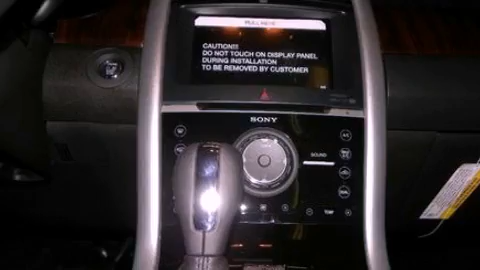 PULL HERE
CAUTION!!!
DO NOT TOUCH ON DISPLAY PANEL
DURING INSTALLATION
TO BE REMOVED BY CUSTOMER
SONY
SOUND